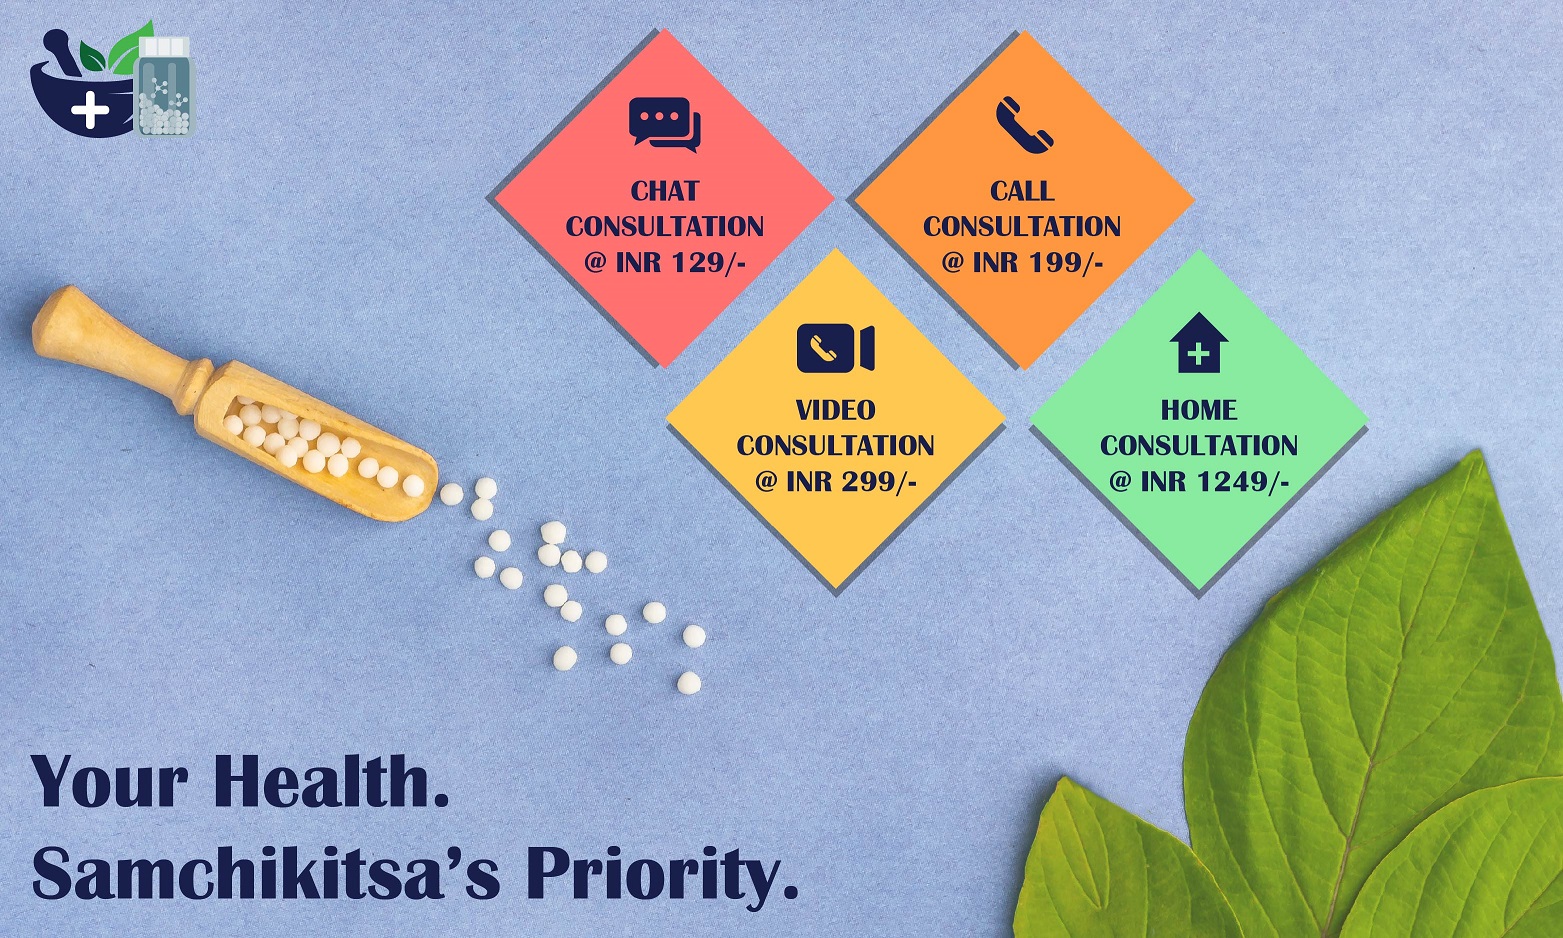 CHAT
CONSULTATION
@ INR 129/-
CALL
CONSULTATION
@ INR 199/-
VIDEO
CONSULTATION
@ INR 299/-
HOME
CONSULTATION
@ INR 1249/-
Your Health.
Samchikitsa's Priority.